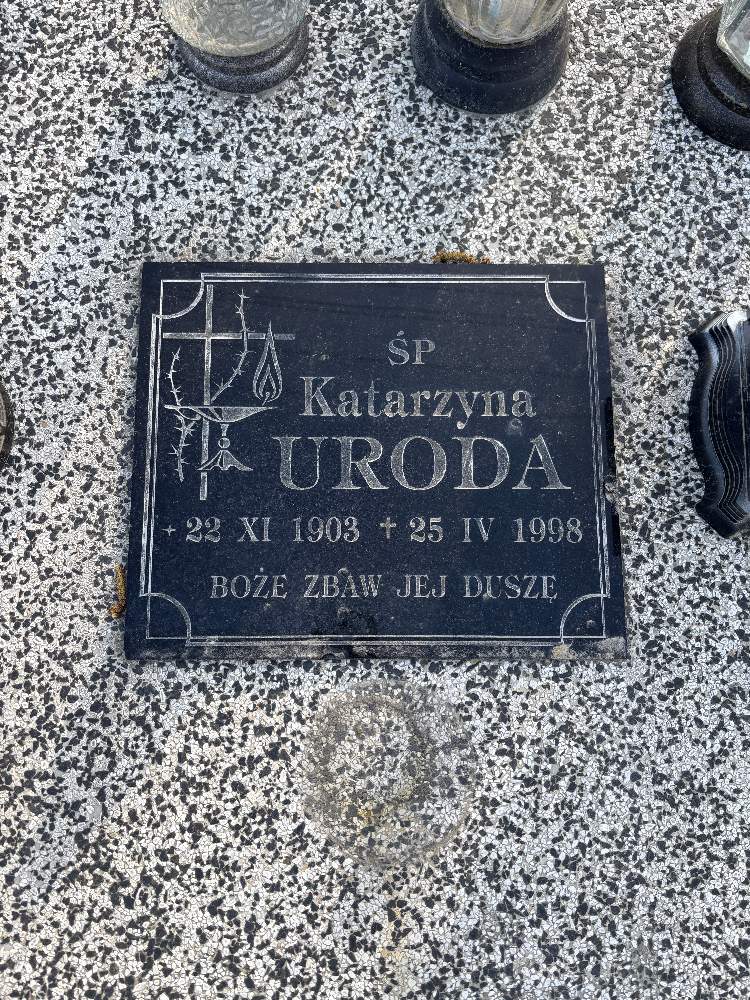 ŚP
Katarzyna
URODA
22 XI 1903 25 IV 1998
BOŻE ZBAW JEJ DUSZĘ